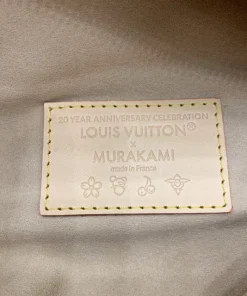 20 YEAR ANNIVERSARY CELEBRATION
LOUIS VUITTON®
x
MURAKAMI
made in France